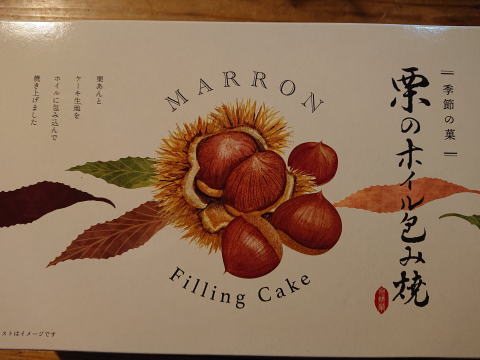 季節の菓
栗のホイル包み焼
MARRON
Filling Cake
栗あんと
ケーキ生地を
ホイルに包み込んで
焼き上げました
ストはイメージです